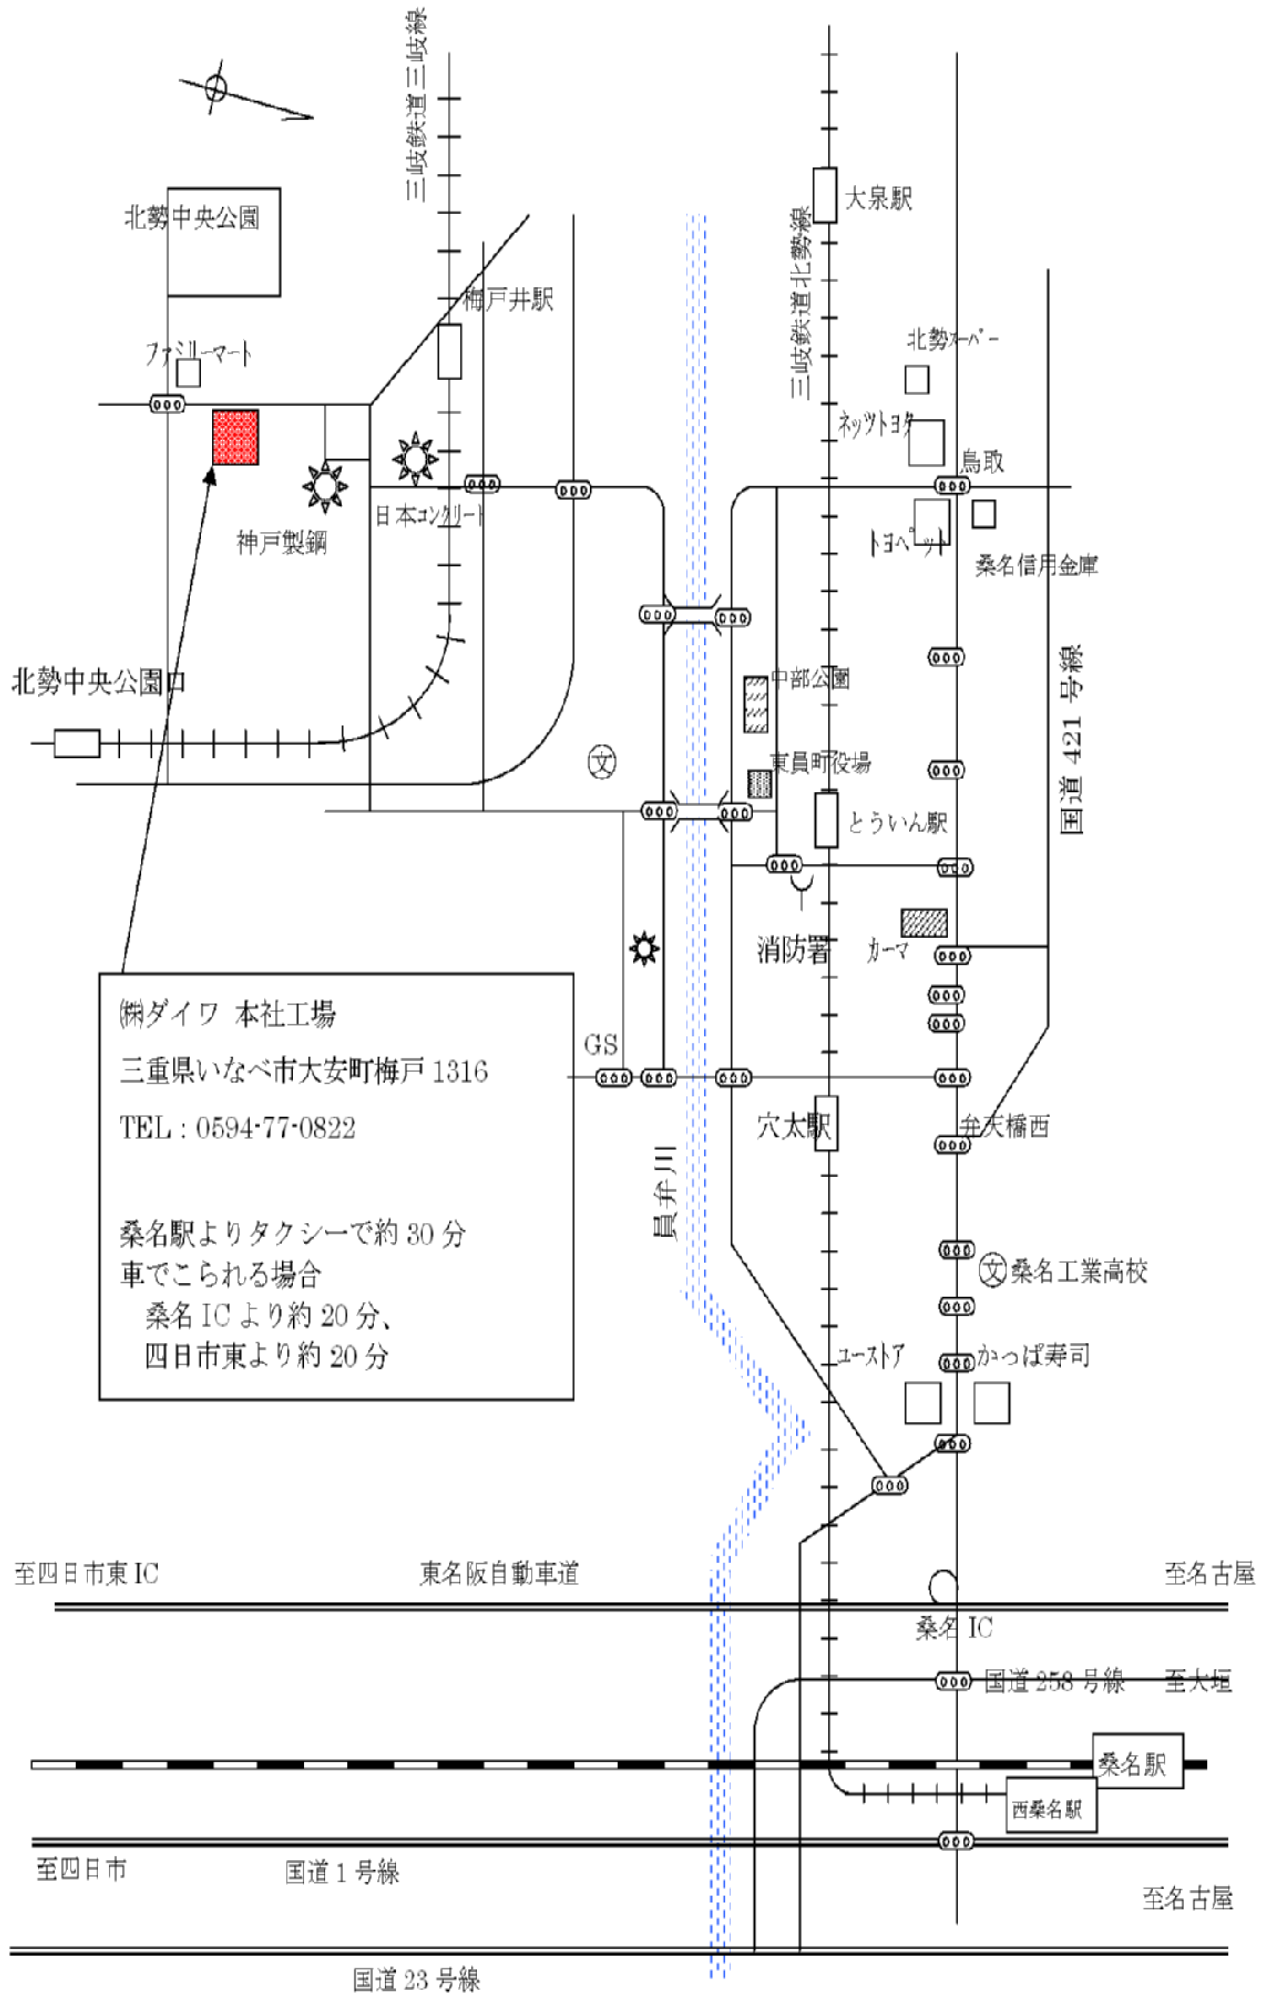 三岐鉄道三岐線
大泉駅
北勢中央公園
三岐鉄道北勢線
梅戸井駅
北勢スーパー
ファミリーマート
ネッツトヨタ
鳥取
日本コンクリート
神戸製鋼
トヨペット
桑名信用金庫
北勢中央公園口
中部公園
国道 421 号線
文
東員町役場
とういん駅
消防署
カーマ
㈱ダイワ 本社工場
三重県いなべ市大安町梅戸 1316
TEL : 0594-77-0822
桑名駅よりタクシーで約 30 分
車でこられる場合
桑名 IC より約 20 分、
四日市東より約 20 分
GS
穴太駅
弁天橋西
員弁川
文 桑名工業高校
ユーストア
かっぱ寿司
至四日市東 IC
東名阪自動車道
至名古屋
桑名 IC
国道 258 号線
至大垣
桑名駅
西桑名駅
至四日市
国道 1 号線
至名古屋
国道 23 号線